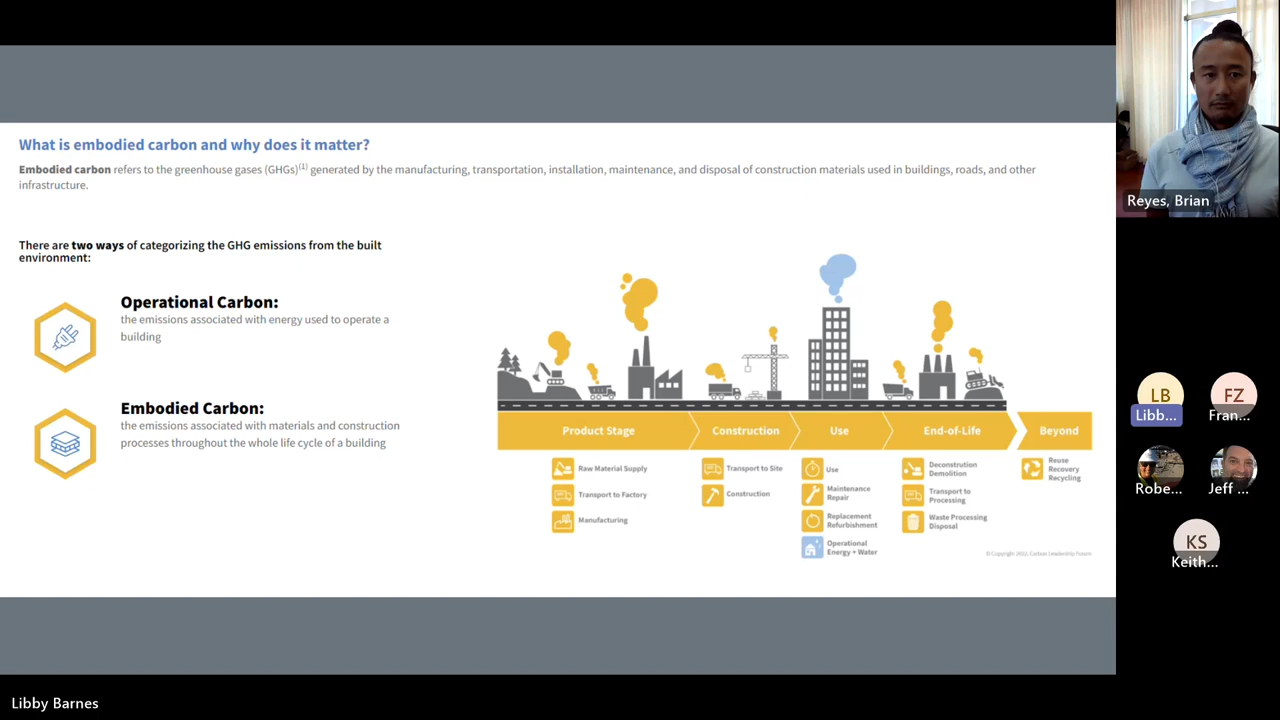 What is embodied carbon and why does it matter?
Embodied carbon refers to the greenhouse gases (GHGs)(1) generated by the manufacturing, transportation, installation, maintenance, and disposal of construction materials used in buildings, roads, and other
infrastructure.
There are two ways of categorizing the GHG emissions from the built
environment:
Operational Carbon:
the emissions associated with energy used to operate a
building
Embodied Carbon:
the emissions associated with materials and construction
processes throughout the whole life cycle of a building
Product Stage
Raw Material Supply
Transport to Factory
Manufacturing
Construction
Transport to Site
Construction
Use
Use
Maintenance
Repair
Replacement
Refurbishment
Operational
Energy + Water
End-of-Life
Deconstrution
Demolition
Transport to
Processing
Waste Processing
Disposal
Beyond
Reuse
Recovery
Recycling
© Copyright 2022, Carbon Leadership Forum
Reyes, Brian
LB
Libb...
FZ
Fran...
Robe...
Jeff ...
KS
Keith...
Libby Barnes